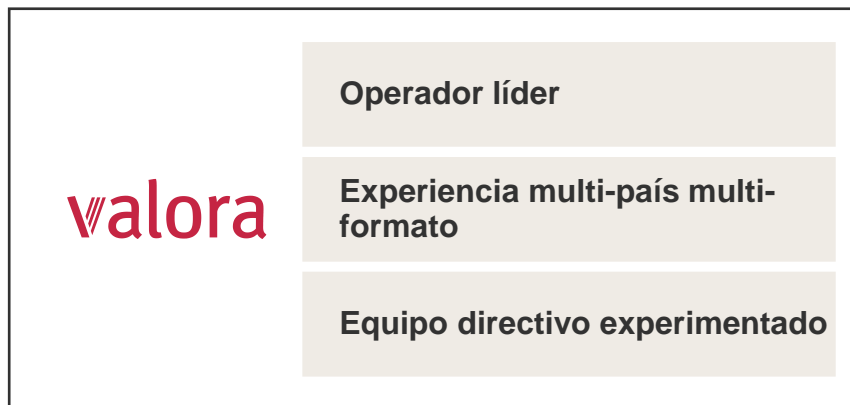 Operador líder
valora
Experiencia multi-país multi-
formato
Equipo directivo experimentado